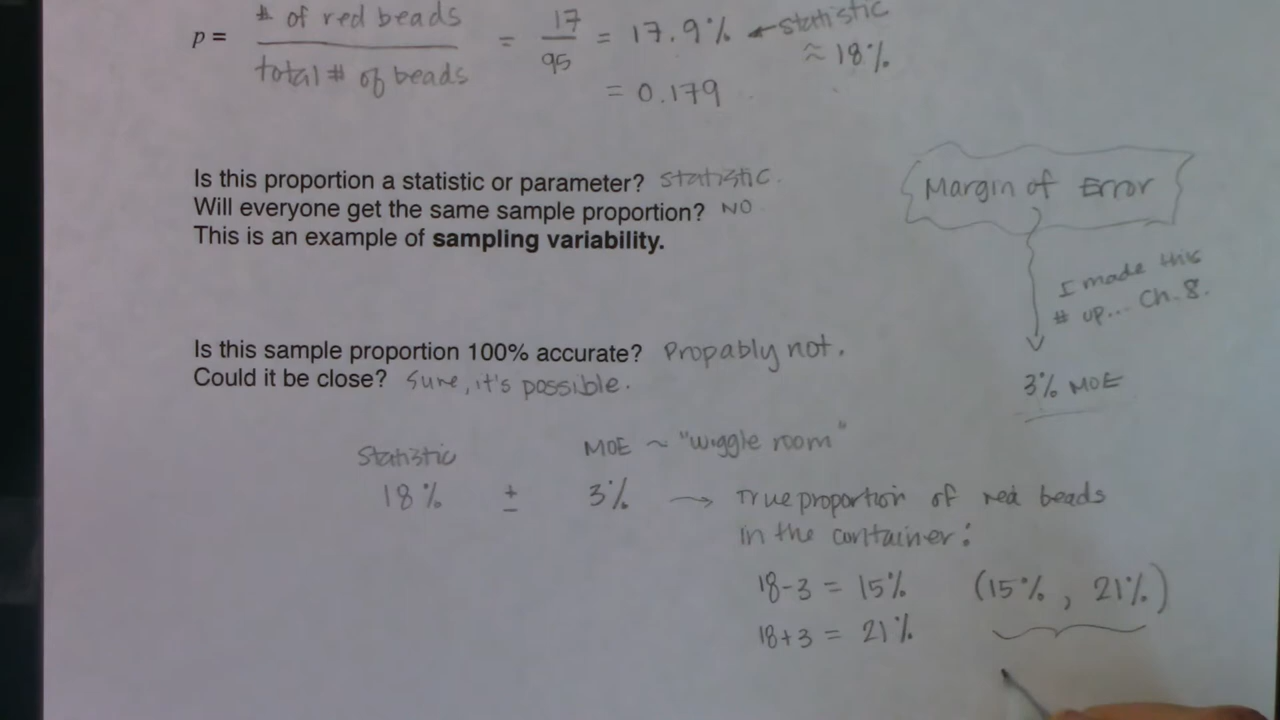 p = # of red beads / total # of beads = 17/95 = 17.9% ← statistic
≈ 18%
= 0.179
Is this proportion a statistic or parameter? statistic.
Will everyone get the same sample proportion? NO
This is an example of sampling variability.
Margin of Error
I made this
# up... Ch. 8.
3% MOE
Is this sample proportion 100% accurate? Propably not.
Could it be close? Sure, it's possible.
Statistic MOE ~ "wiggle room"
18% ± 3% → True proportion of red beads
in the container:
18-3 = 15% (15%, 21%)
18+3 = 21%